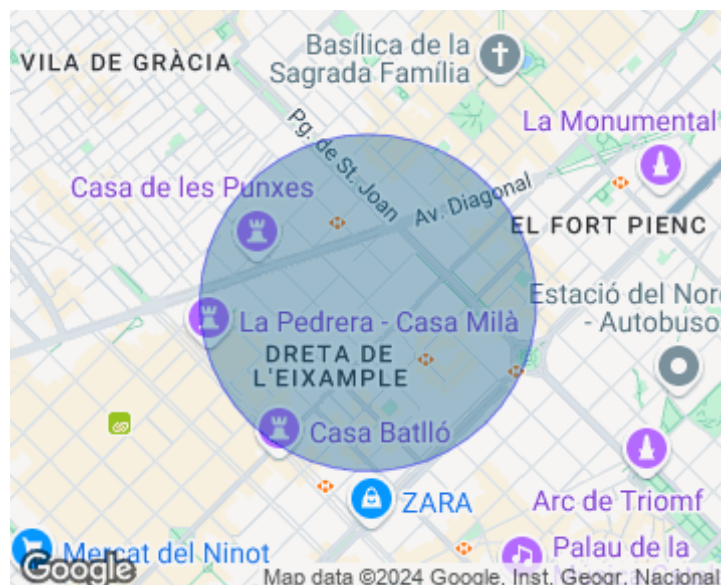 Basílica de la
Sagrada Família
VILA DE GRÀCIA
Pg. de St. Joan
La Monumental
Casa de les Punxes
Av. Diagonal
EL FORT PIENC
Estació del Nord
- Autobuso
La Pedrera - Casa Milà
DRETA DE
L'EIXAMPLE
Casa Batlló
ZARA
Arc de Triomf
Mercat del Ninot
Palau de la
Google
Map data ©2024 Google, Inst. Geogr. Nacional